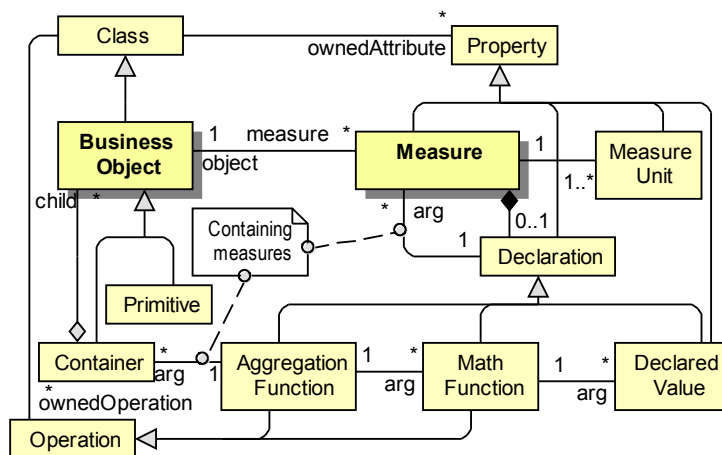 Class
*
ownedAttribute
Property
Business
Object
1
object
measure
*
Measure
1
1..*
Measure
Unit
child
*
*
arg
0..1
1
Declaration
Containing
measures
Primitive
Container
*
arg
1
Aggregation
Function
1
*
arg
Math
Function
1
*
arg
Declared
Value
*
ownedOperation
Operation